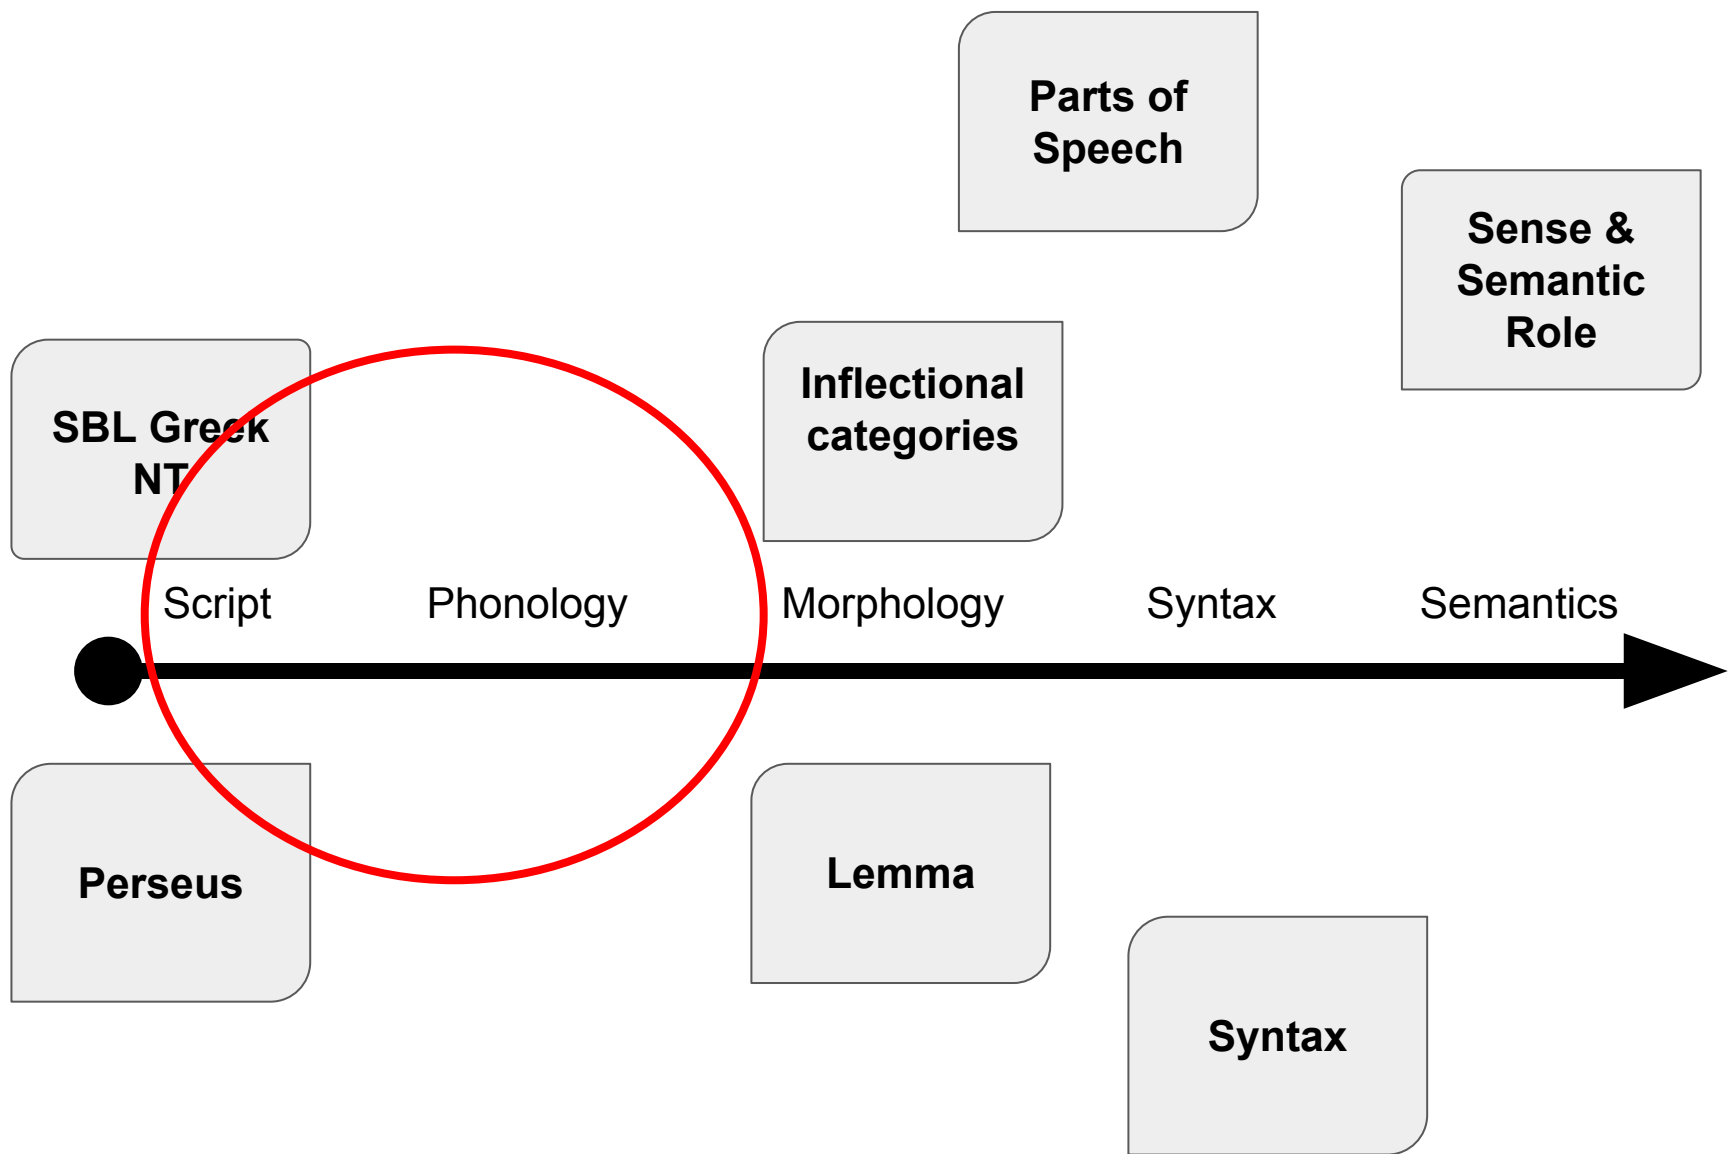 Parts of
Speech
Sense &
Semantic
Role
Inflectional
categories
SBL Greek
NT
Script
Phonology
Morphology
Syntax
Semantics
Perseus
Lemma
Syntax